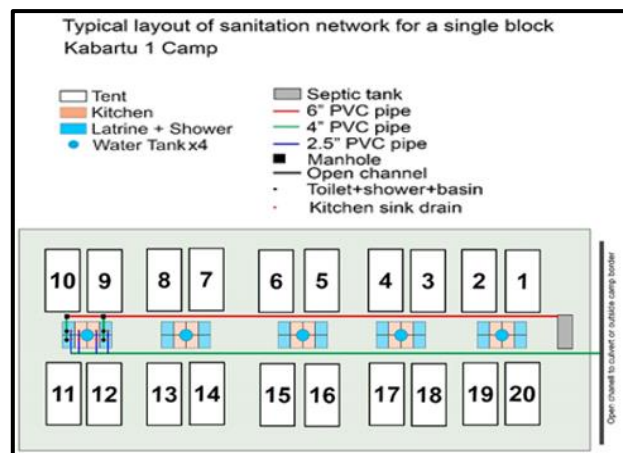 Typical layout of sanitation network for a single block
Kabartu 1 Camp
Tent
Kitchen
Latrine + Shower
Water Tank x4
Septic tank
6” PVC pipe
4” PVC pipe
2.5” PVC pipe
Manhole
Open channel
Toilet+shower+basin
Kitchen sink drain
10 9 8 7 6 5 4 3 2 1
11 12 13 14 15 16 17 18 19 20
Open chanell to culvert or outside camp border